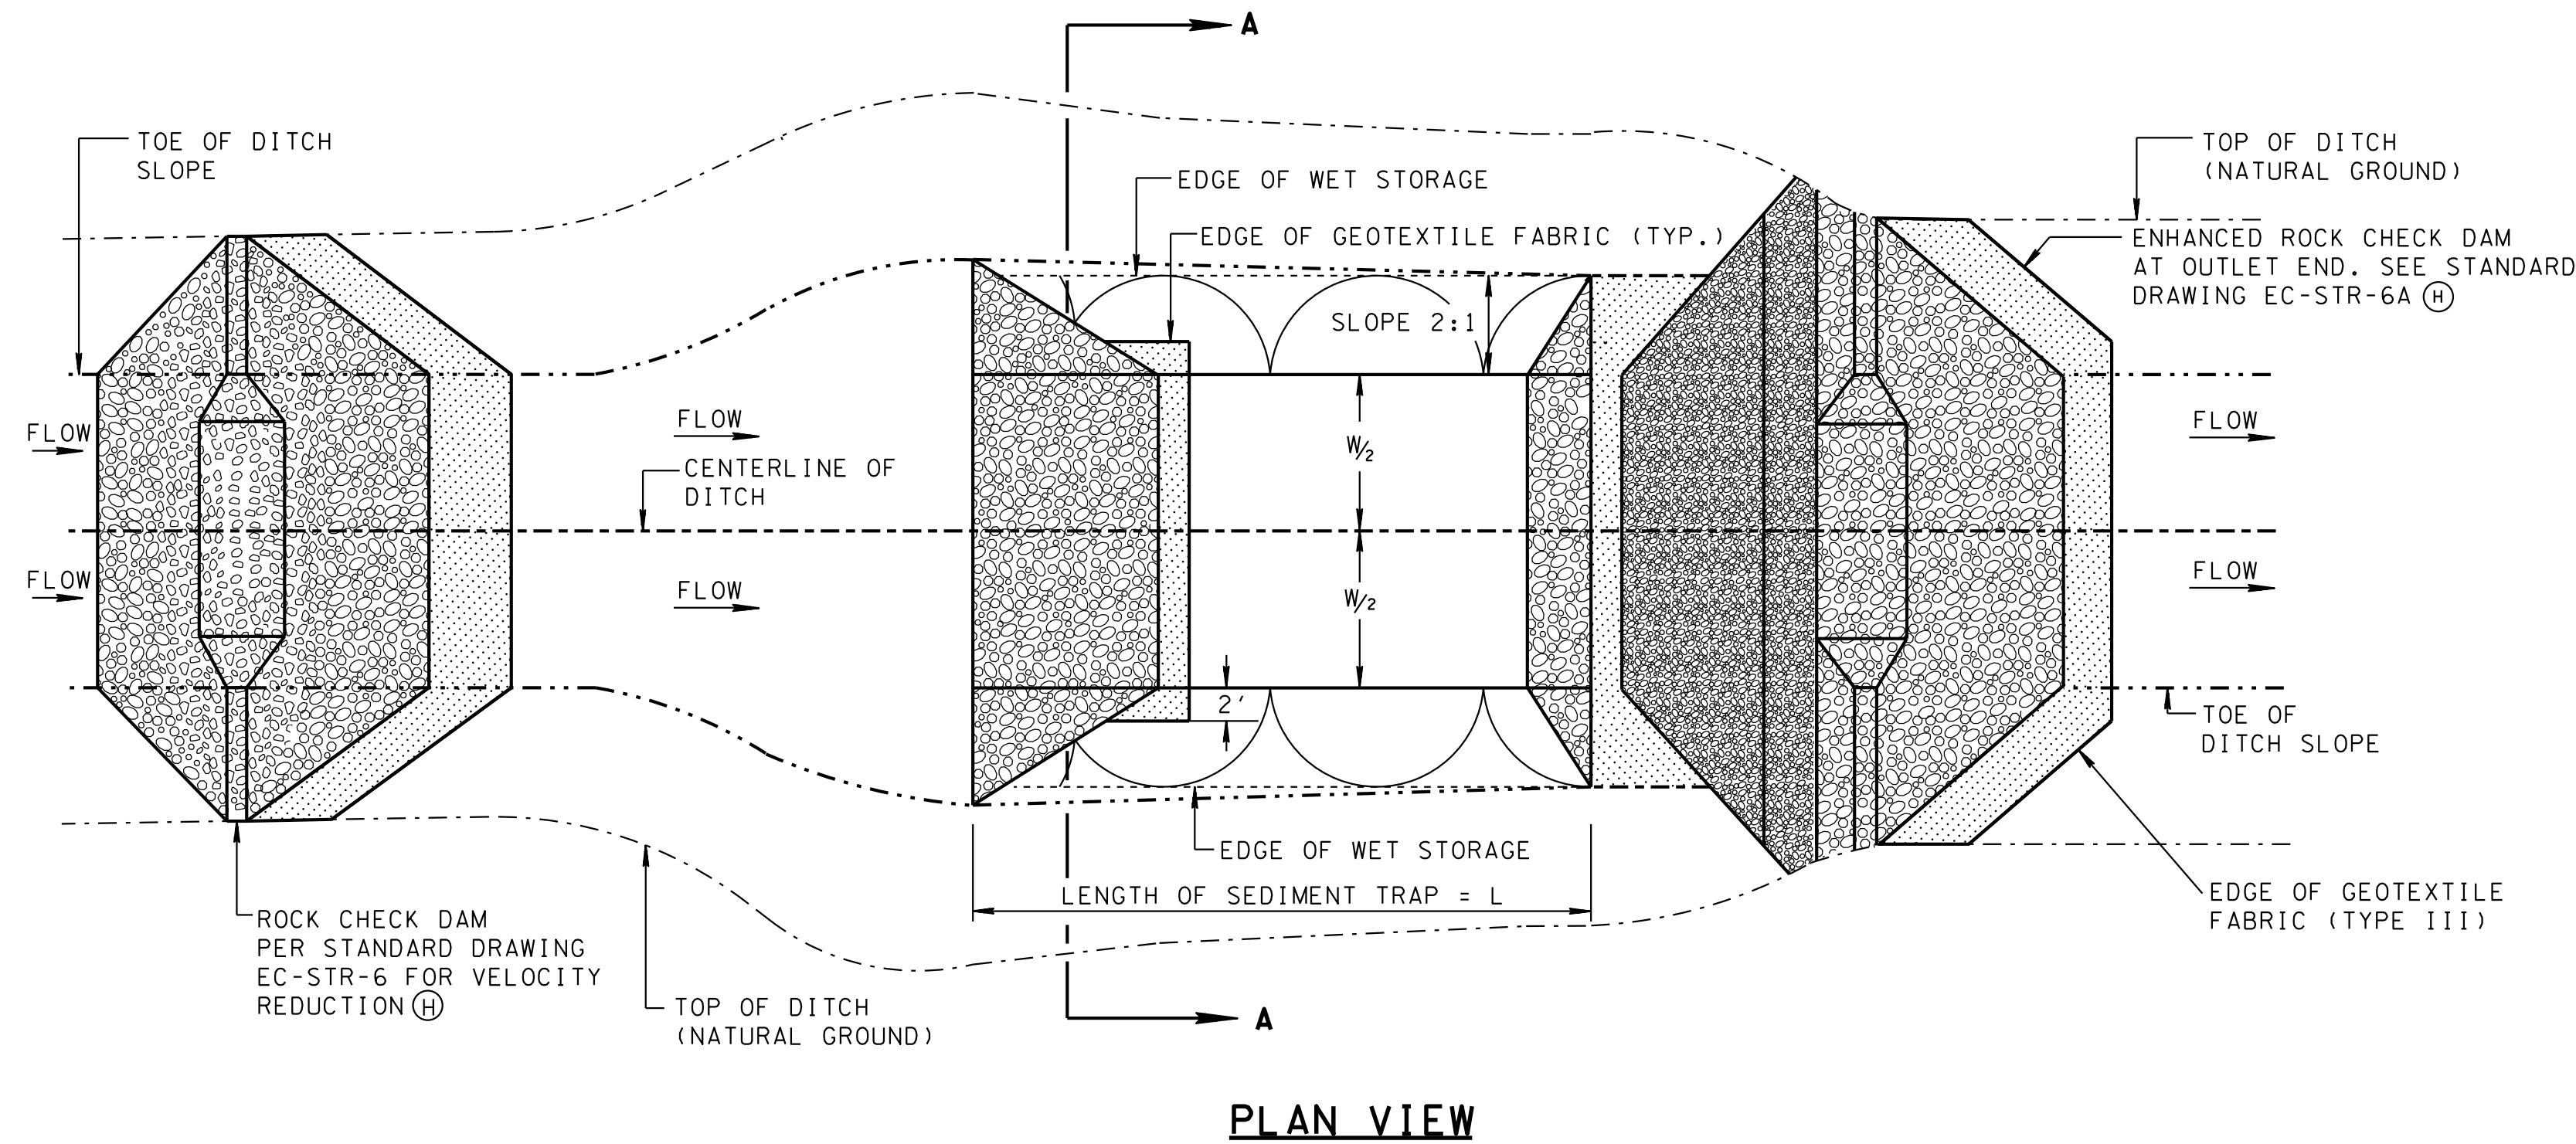 A
TOE OF DITCH
SLOPE
EDGE OF WET STORAGE
EDGE OF GEOTEXTILE FABRIC (TYP.)
TOP OF DITCH
(NATURAL GROUND)
ENHANCED ROCK CHECK DAM
AT OUTLET END. SEE STANDARD
DRAWING EC-STR-6A H
SLOPE 2:1
FLOW
FLOW
CENTERLINE OF
DITCH
W/2
FLOW
FLOW
FLOW
W/2
FLOW
2'
TOE OF
DITCH SLOPE
EDGE OF WET STORAGE
LENGTH OF SEDIMENT TRAP = L
EDGE OF GEOTEXTILE
FABRIC (TYPE III)
ROCK CHECK DAM
PER STANDARD DRAWING
EC-STR-6 FOR VELOCITY
REDUCTION H
TOP OF DITCH
(NATURAL GROUND)
A
PLAN VIEW